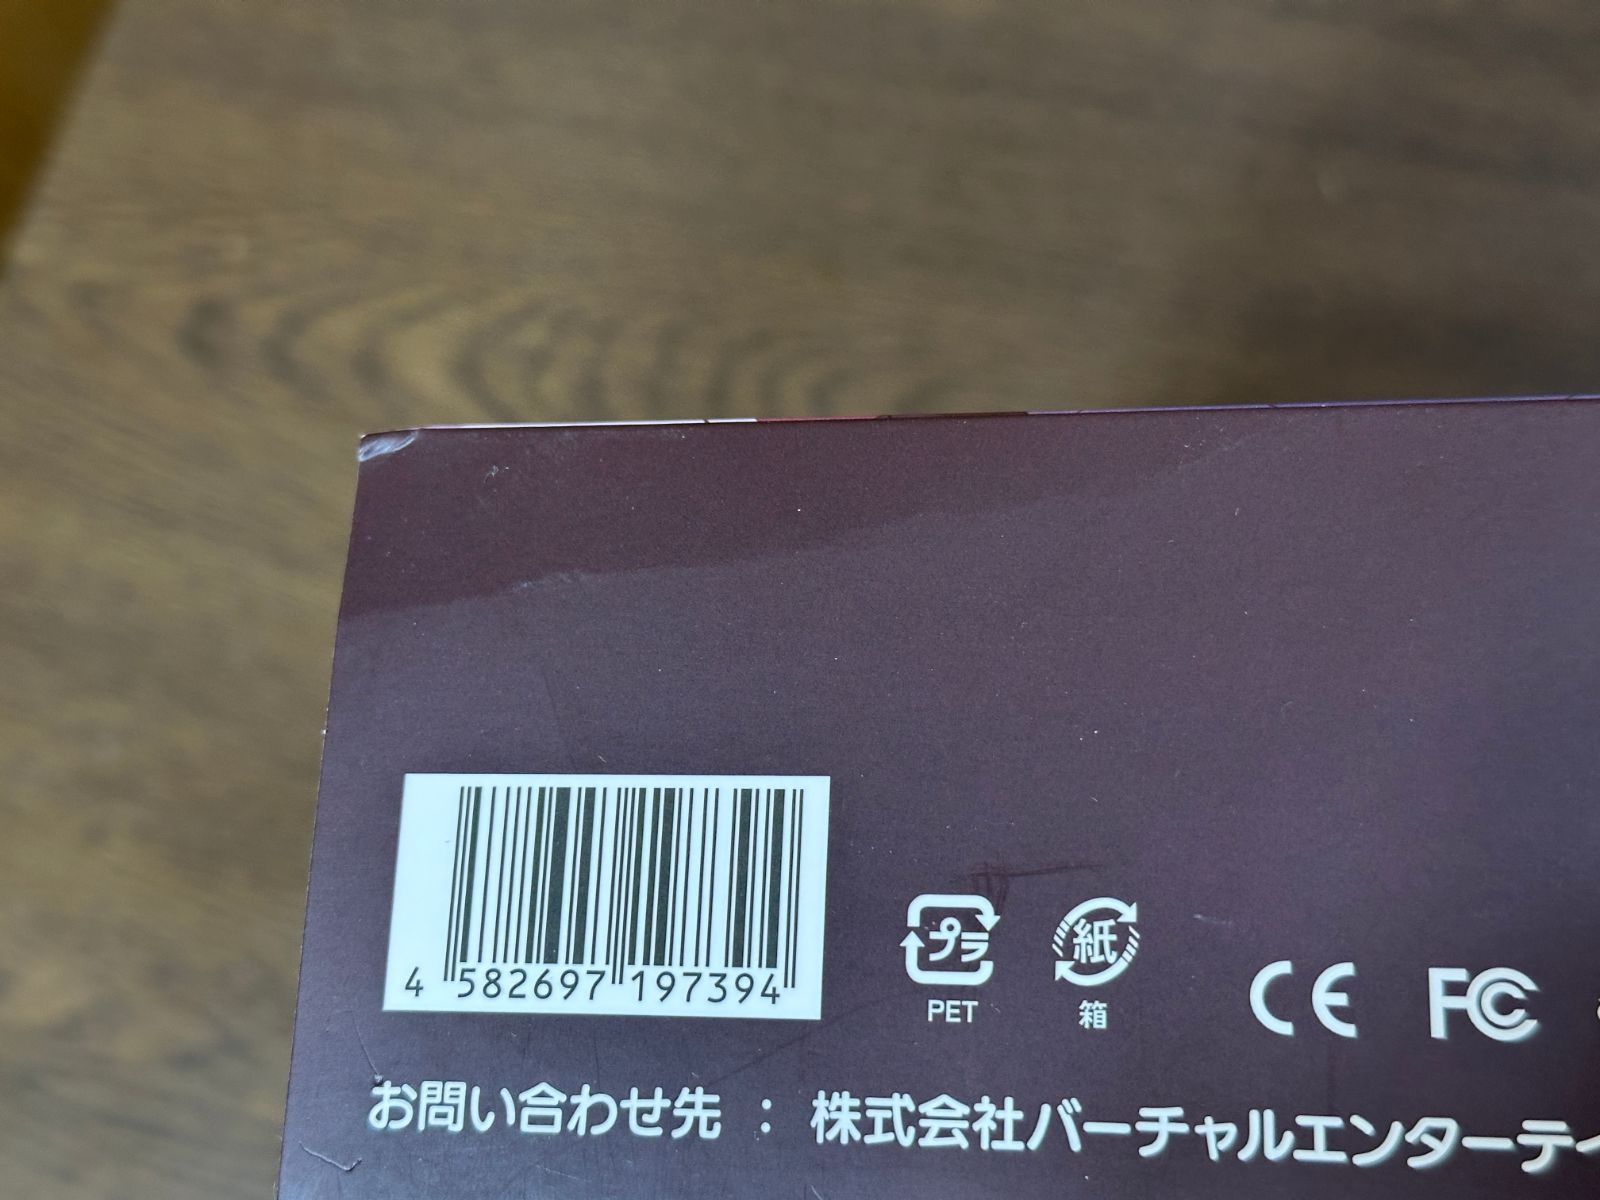 4 582697 197394
プラ
PET
紙
箱
CE FC
お問い合わせ先 : 株式会社バーチャルエンターテイ